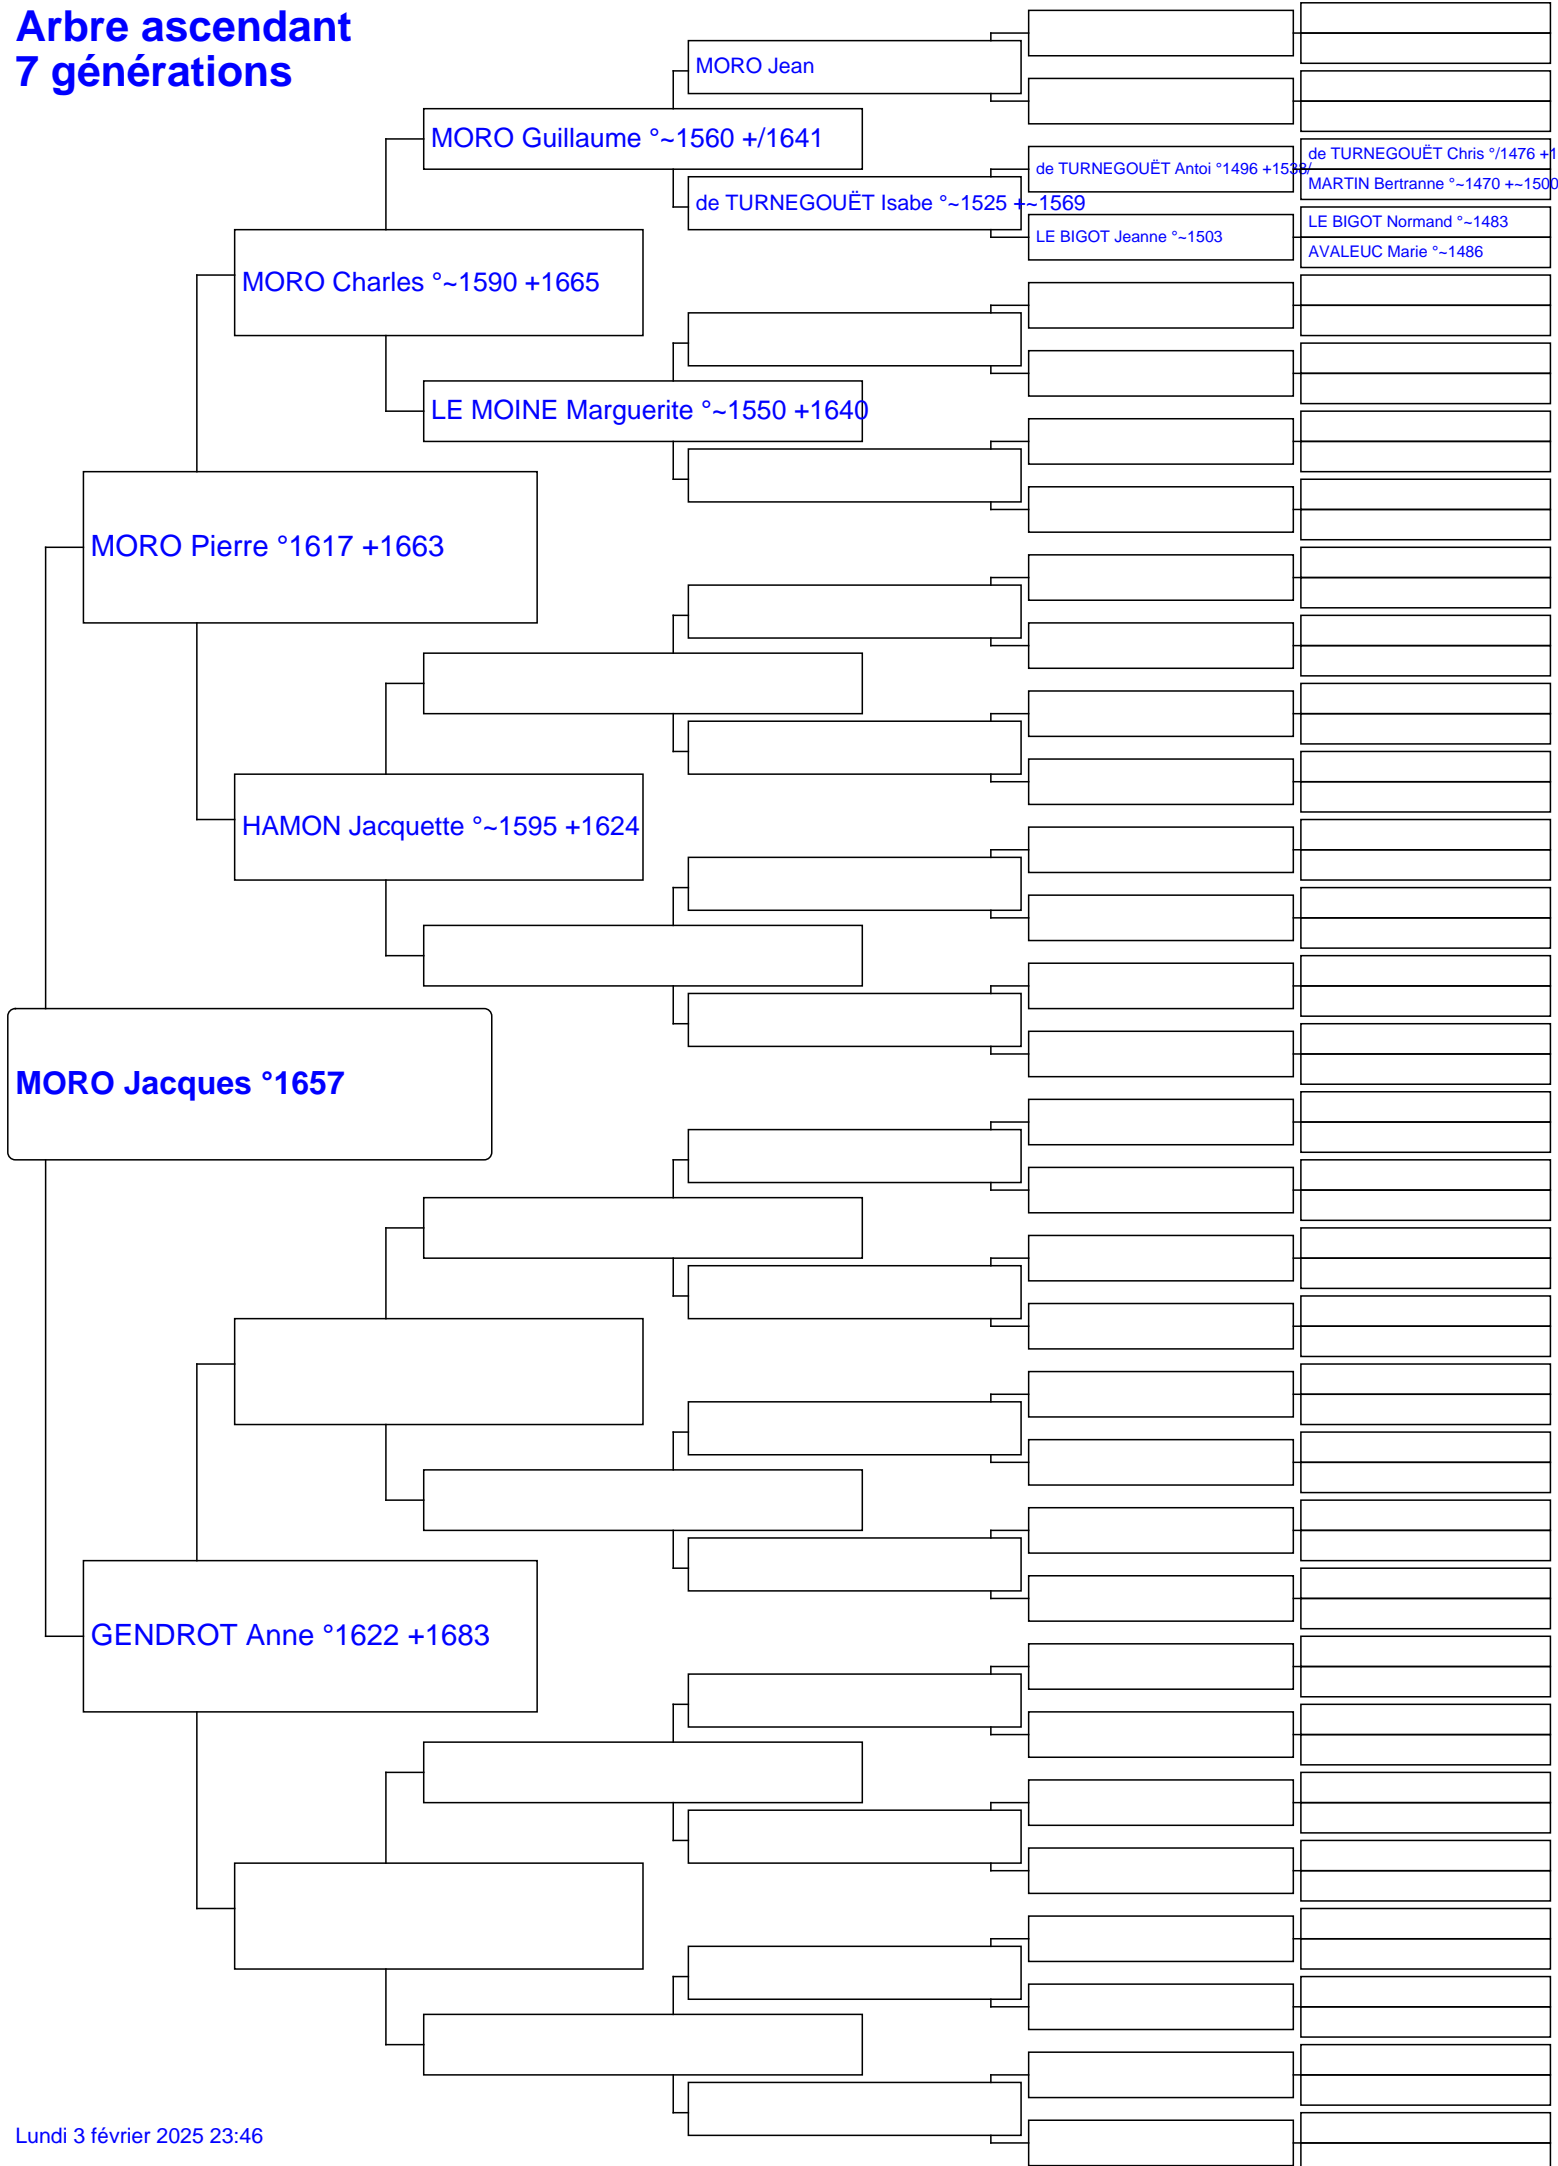 Arbre ascendant
7 générations
MORO Jean
MORO Guillaume °~1560 +/1641
de TURNEGOUËT Chris °/1476 +1
de TURNEGOUËT Antoi °1496 +1538/
MARTIN Bertranne °~1470 +~1500
de TURNEGOUËT Isabe °~1525 +~1569
LE BIGOT Normand °~1483
LE BIGOT Jeanne °~1503
AVALEUC Marie °~1486
MORO Charles °~1590 +1665
LE MOINE Marguerite °~1550 +1640
MORO Pierre °1617 +1663
HAMON Jacquette °~1595 +1624
MORO Jacques °1657
GENDROT Anne °1622 +1683
Lundi 3 février 2025 23:46